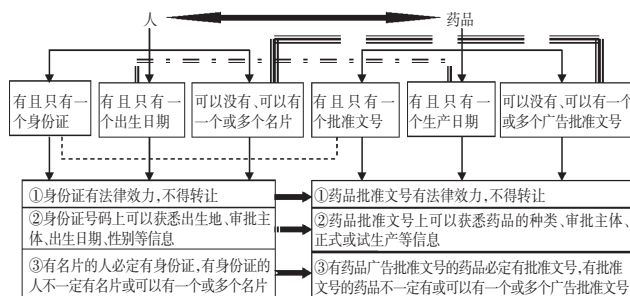 人 药品
有且只有一 有且只有一 可以没有、可以有 有且只有一 有且只有一 可以没有、可以有一个
个身份证 个出生日期 一个或多个名片 个批准文号 个生产日期 或多个广告批准文号
①身份证有法律效力,不得转让
②身份证号码上可以获悉出生地、审批主
体、出生日期、性别等信息
③有名片的人必定有身份证,有身份证的
人不一定有名片或可以有一个或多个名片
①药品批准文号有法律效力,不得转让
②药品批准文号上可以获悉药品的种类、审批主体、
正式或试生产等信息
③有药品广告批准文号的药品必定有批准文号,有批准
文号的药品不一定有或可以有一个或多个广告批准文号